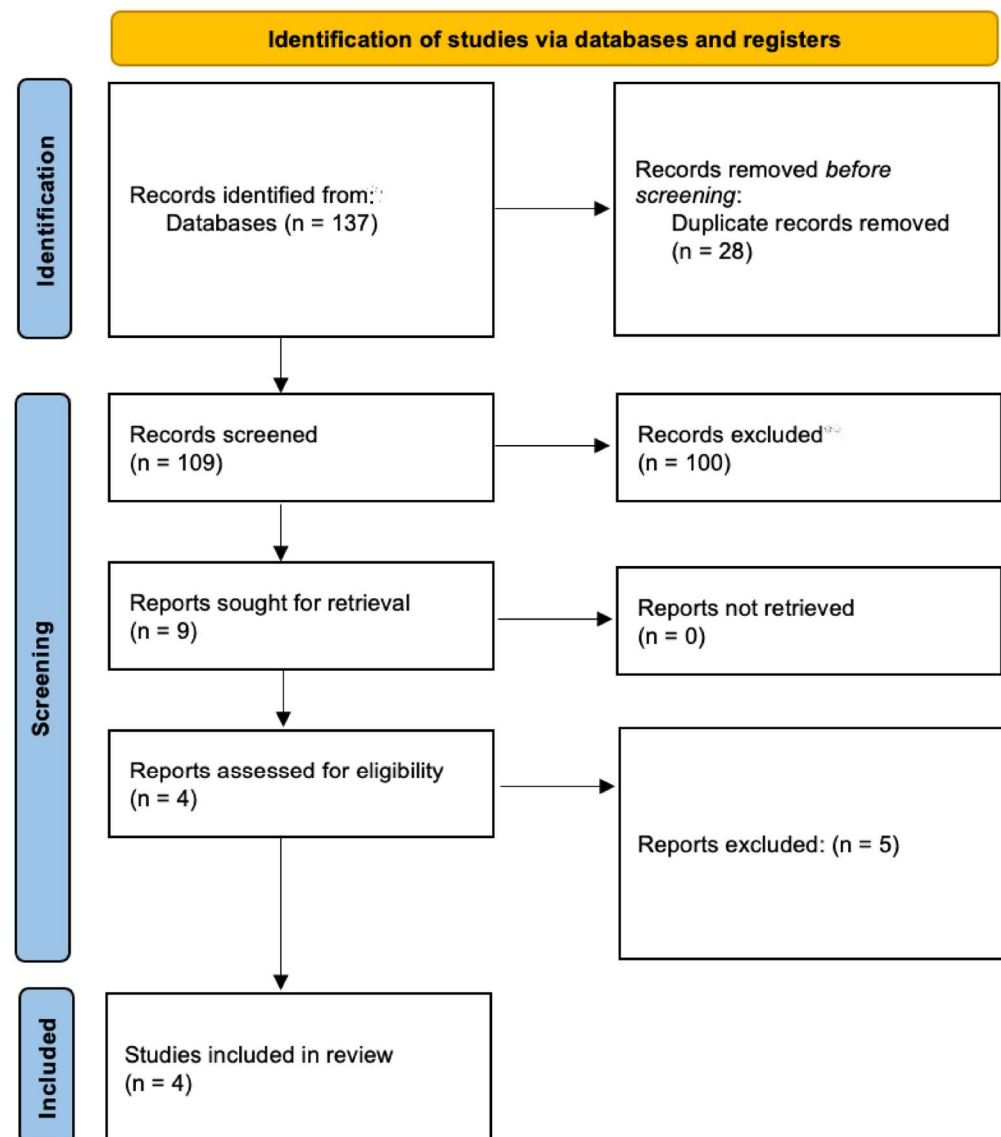 Identification of studies via databases and registers
Identification
Records identified from:
Databases (n = 137)
Records removed before
screening:
Duplicate records removed
(n = 28)
Screening
Records screened
(n = 109)
Records excluded
(n = 100)
Reports sought for retrieval
(n = 9)
Reports not retrieved
(n = 0)
Reports assessed for eligibility
(n = 4)
Reports excluded: (n = 5)
Included
Studies included in review
(n = 4)